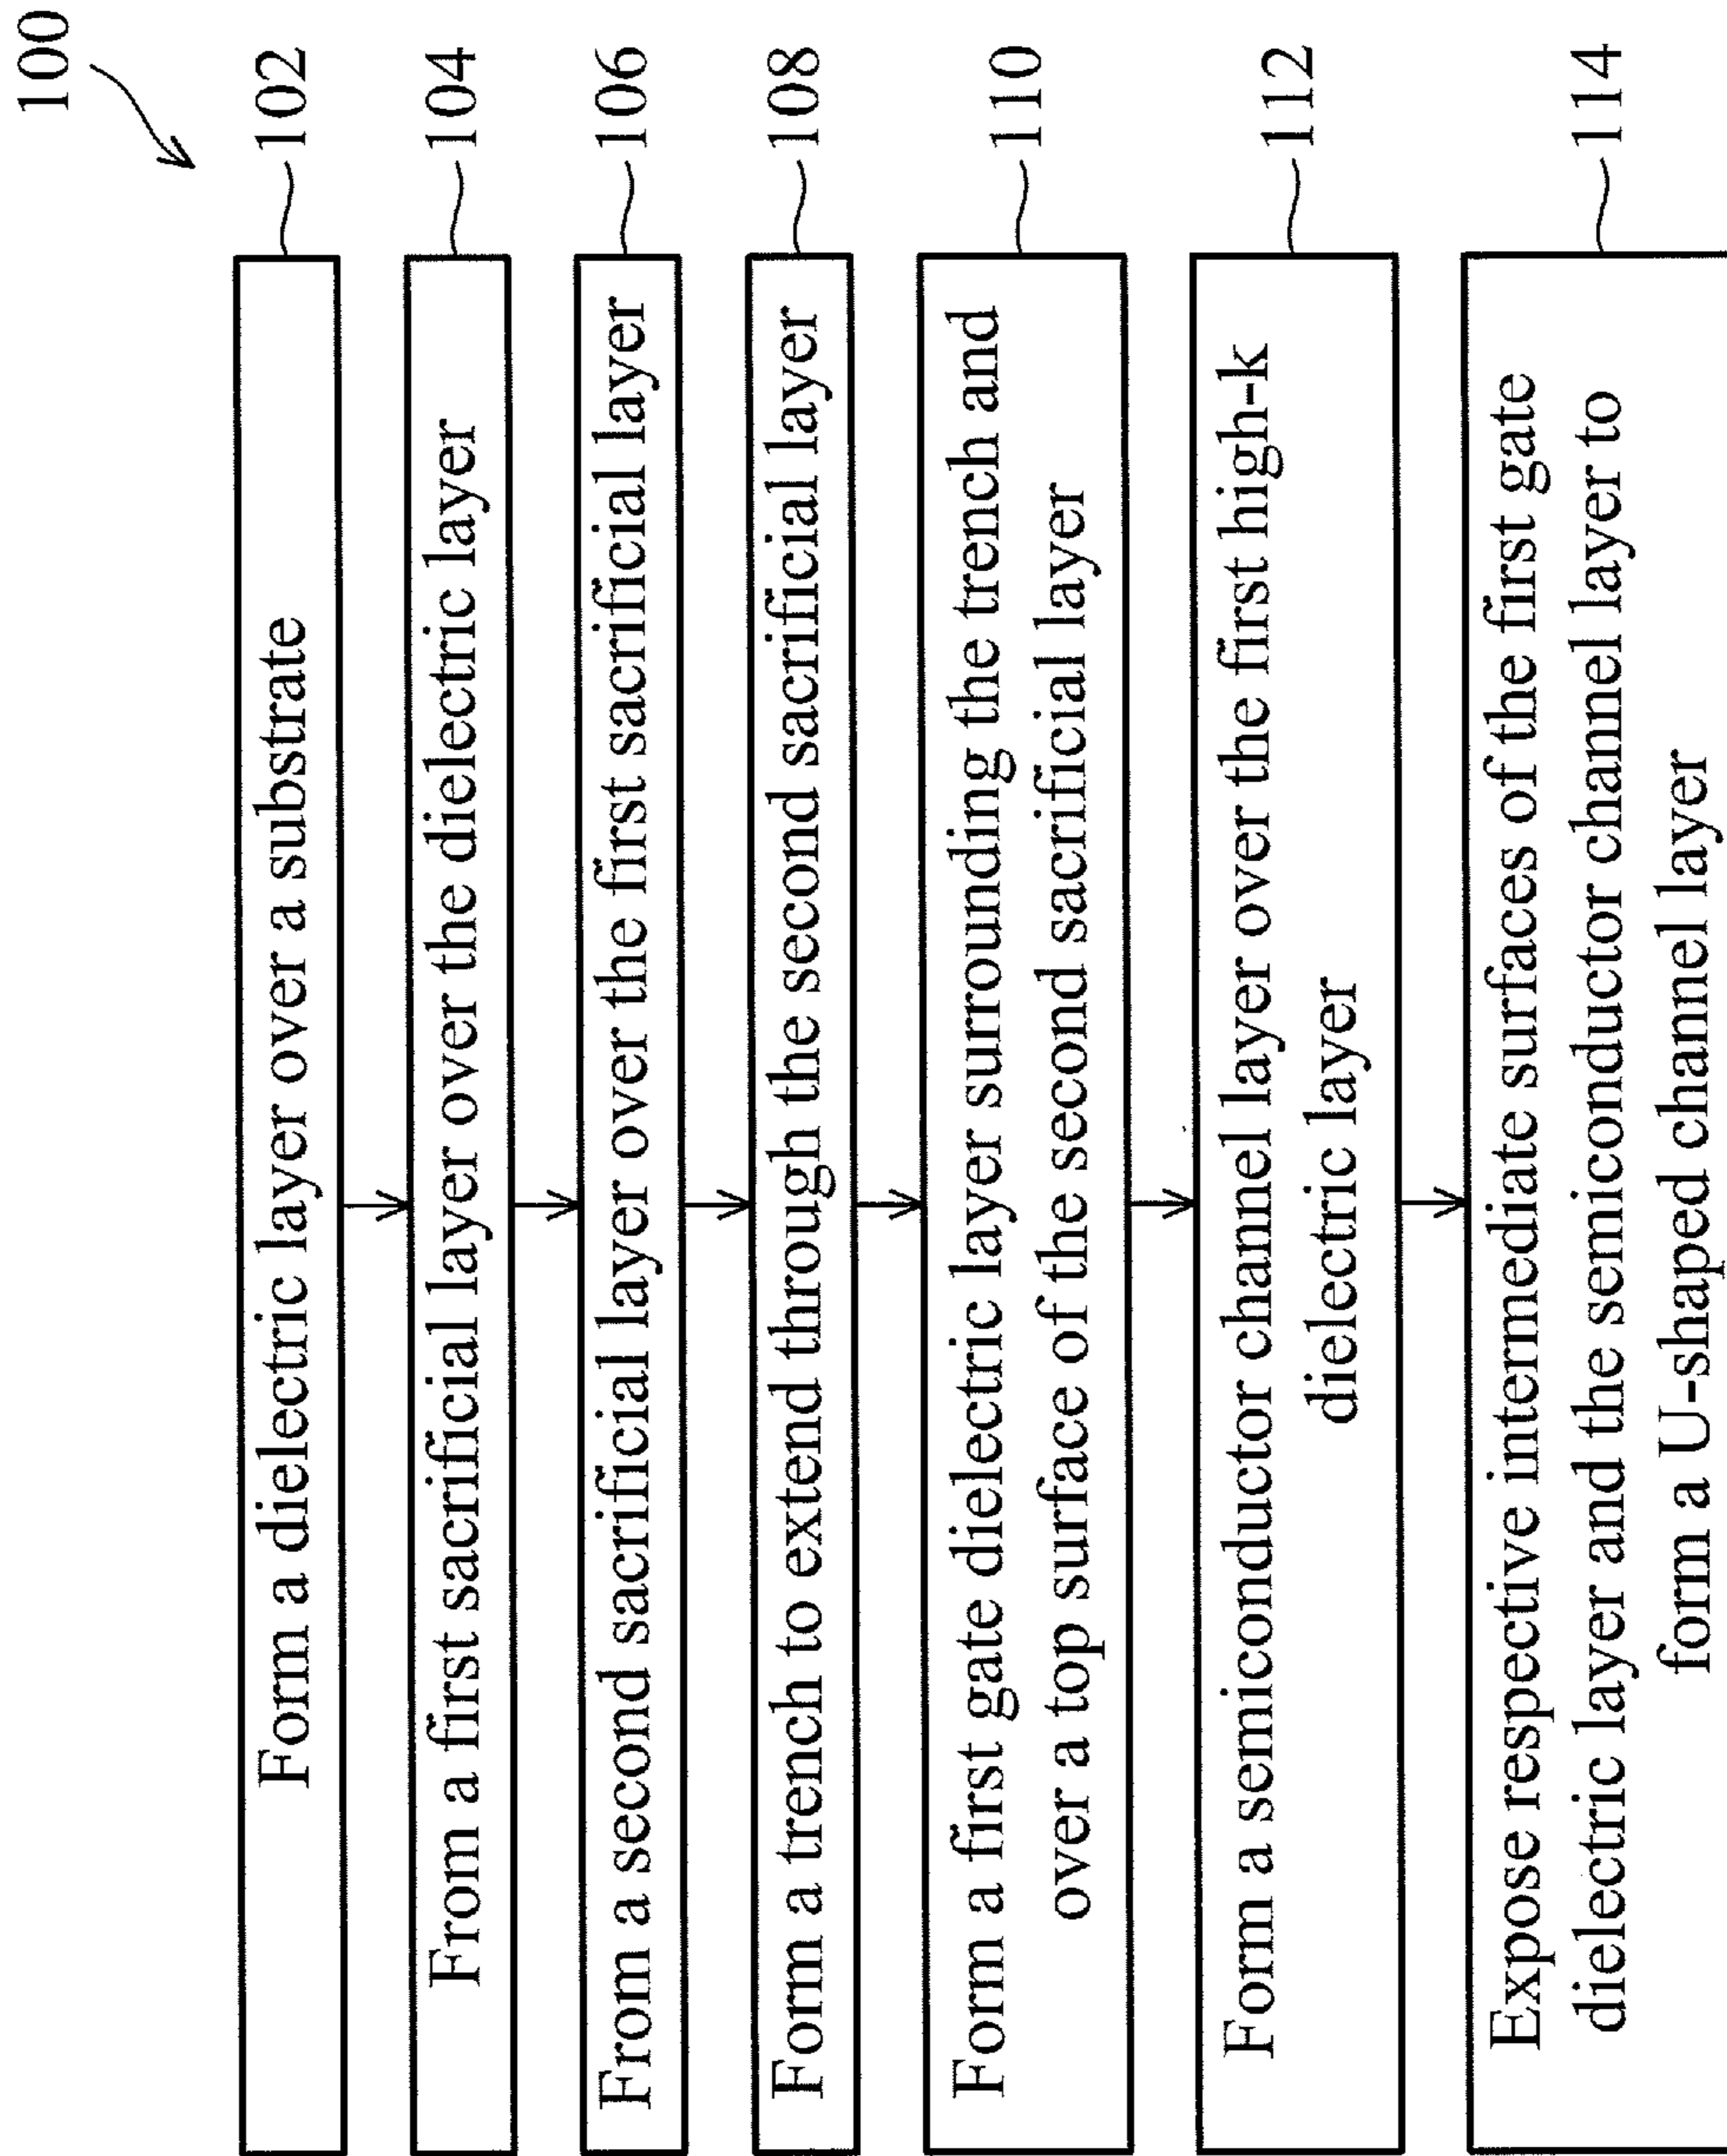 100
Form a dielectric layer over a substrate
102
From a first sacrificial layer over the dielectric layer
104
From a second sacrificial layer over the first sacrificial layer
106
Form a trench to extend through the second sacrificial layer
108
Form a first gate dielectric layer surrounding the trench and
over a top surface of the second sacrificial layer
110
Form a semiconductor channel layer over the first high-k
dielectric layer
112
Expose respective intermediate surfaces of the first gate
dielectric layer and the semiconductor channel layer to
form a U-shaped channel layer
114